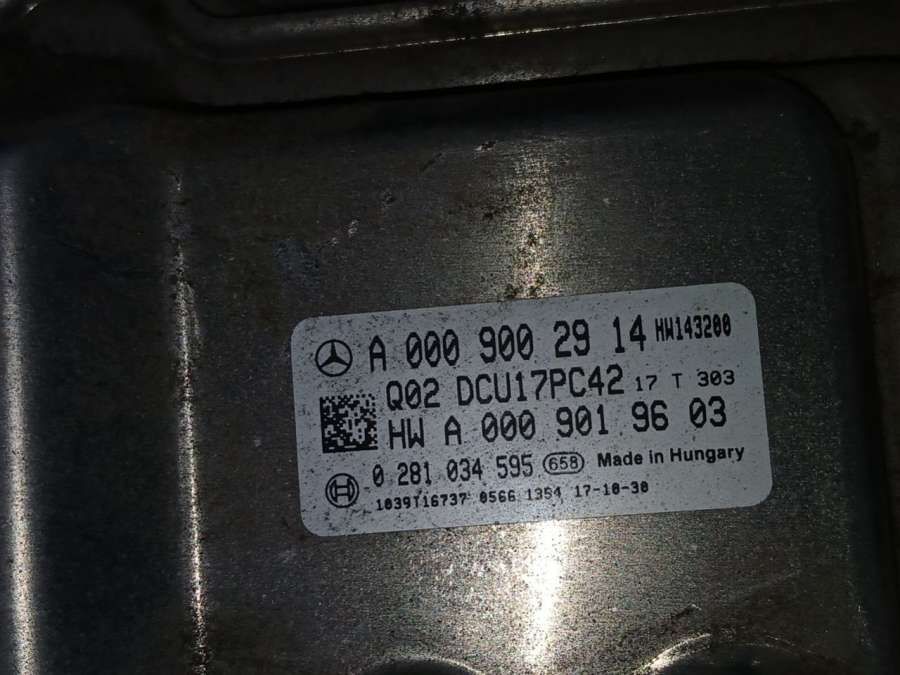 A 000 900 29 14 HW143200
Q02 DCU17PC42 17 T 303
HW A 000 901 96 03
0 281 034 595 658 Made in Hungary
1039T16737 0566 1354 17-10-30